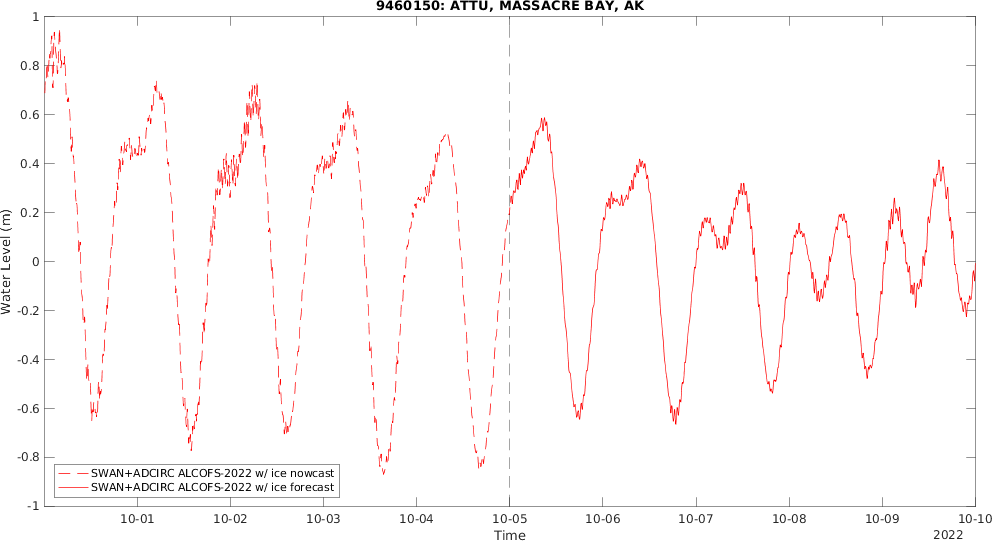 9460150: ATTU, MASSACRE BAY, AK
Water Level (m)
1
0.8
0.6
0.4
0.2
0
-0.2
-0.4
-0.6
-0.8
-1
SWAN+ADCIRC ALCOFS-2022 w/ ice nowcast
SWAN+ADCIRC ALCOFS-2022 w/ ice forecast
10-01 10-02 10-03 10-04 10-05 10-06 10-07 10-08 10-09 10-10
Time
2022